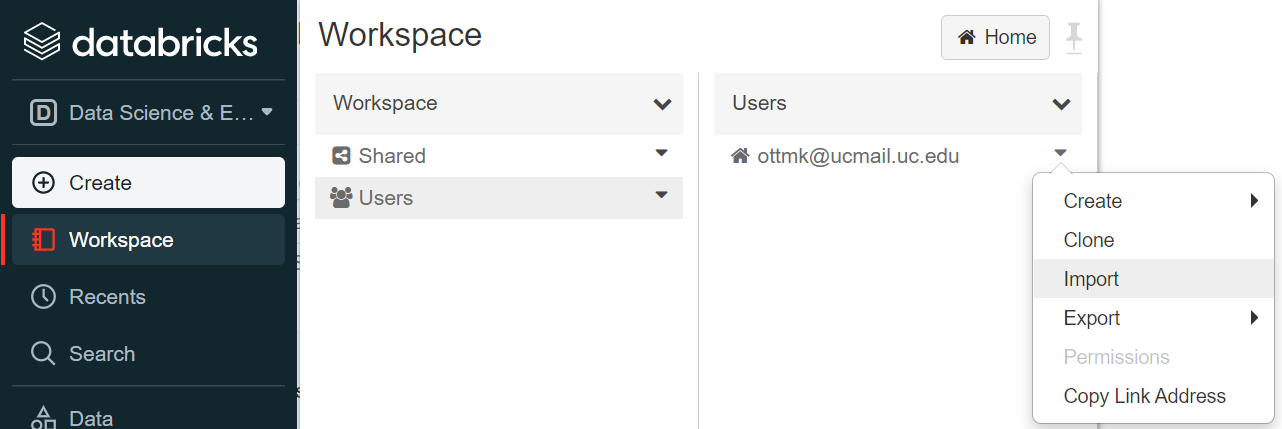 databricks
D Data Science & E...
Create
Workspace
Recents
Search
Data
Workspace
Home
Workspace
Shared
Users
Users
ottmk@ucmail.uc.edu
Create
Clone
Import
Export
Permissions
Copy Link Address